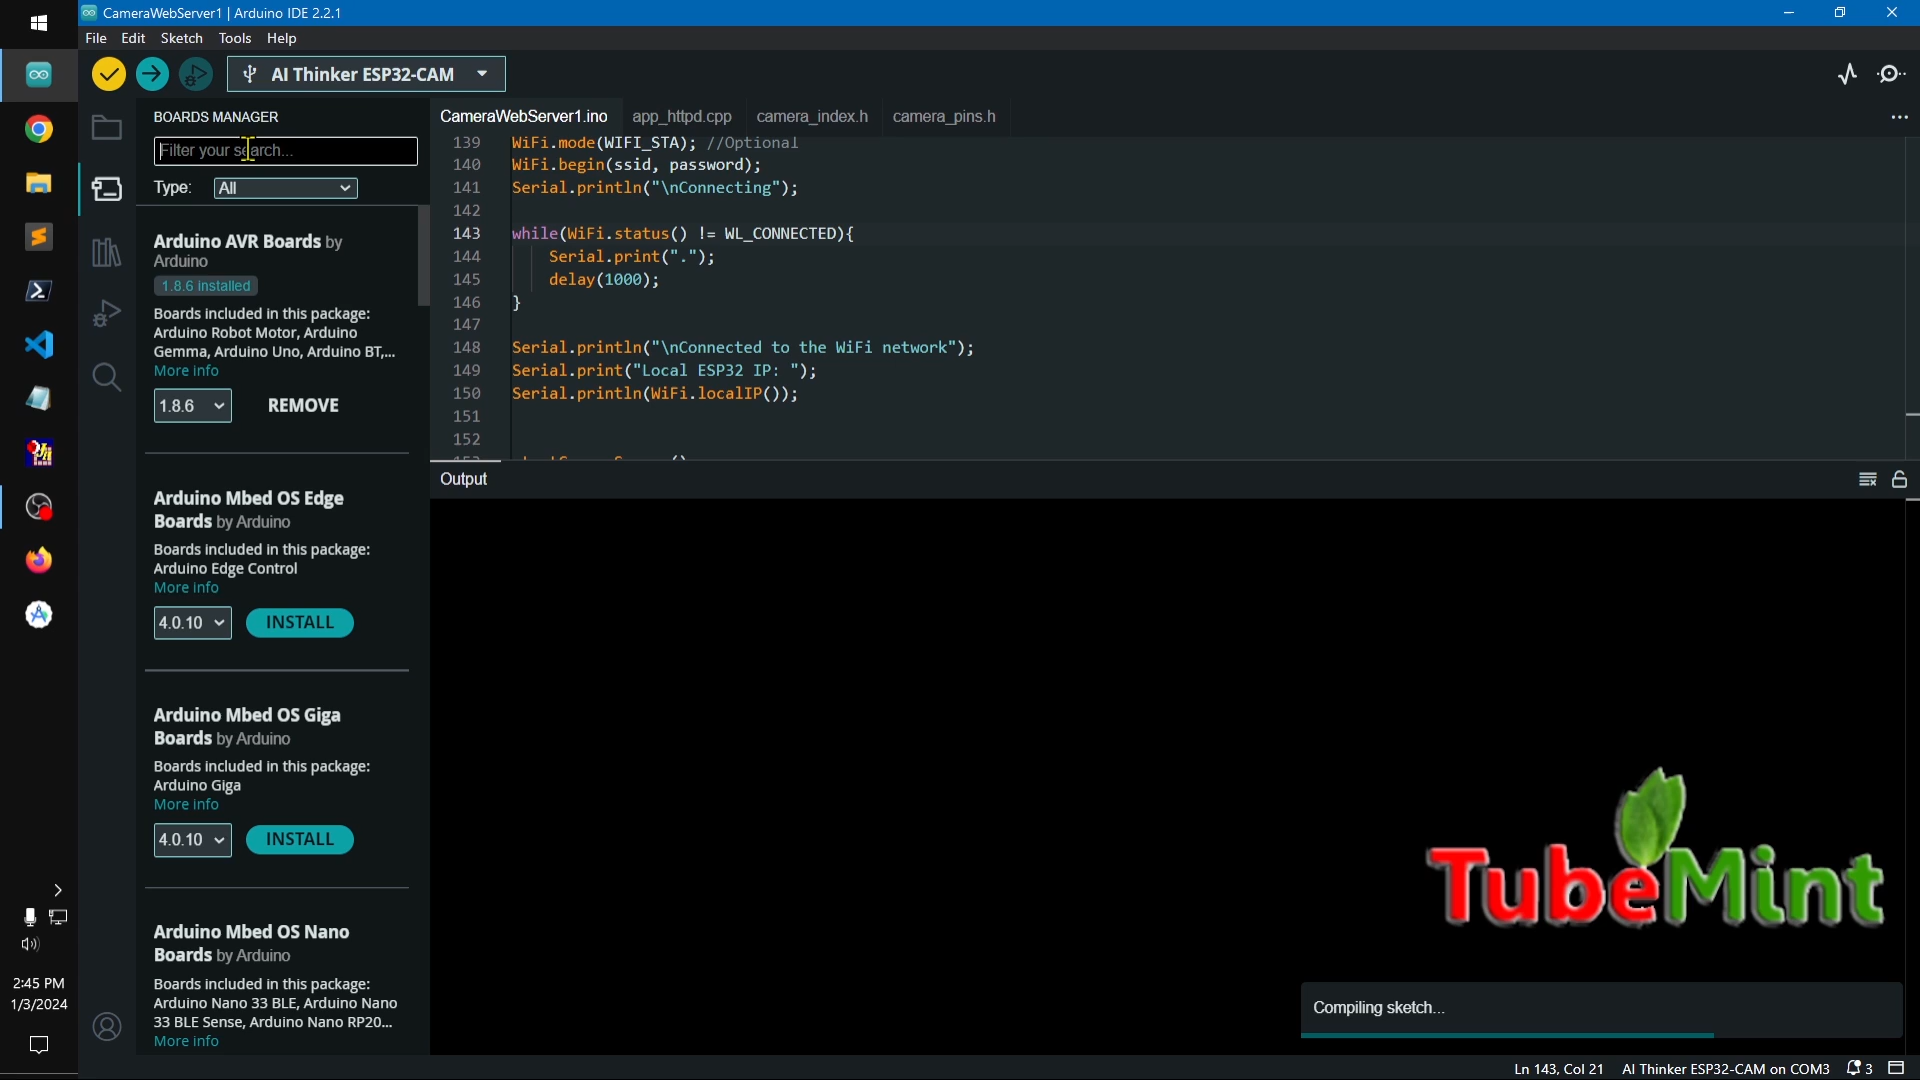 CameraWebServer1 | Arduino IDE 2.2.1
File Edit Sketch Tools Help
AI Thinker ESP32-CAM
BOARDS MANAGER
Filter your search...
Type: All
Arduino AVR Boards by
Arduino
1.8.6 installed
Boards included in this package:
Arduino Robot Motor, Arduino
Gemma, Arduino Uno, Arduino BT,...
More info
1.8.6 REMOVE
Arduino Mbed OS Edge
Boards by Arduino
Boards included in this package:
Arduino Edge Control
More info
4.0.10 INSTALL
Arduino Mbed OS Giga
Boards by Arduino
Boards included in this package:
Arduino Giga
More info
4.0.10 INSTALL
Arduino Mbed OS Nano
Boards by Arduino
Boards included in this package:
Arduino Nano 33 BLE, Arduino Nano
33 BLE Sense, Arduino Nano RP20...
More info
CameraWebServer1.ino app_httpd.cpp camera_index.h camera_pins.h
139 WiFi.mode(WIFI_STA); //Optional
140 WiFi.begin(ssid, password);
141 Serial.println("\nConnecting");
142
143 while(WiFi.status() != WL_CONNECTED){
144 Serial.print(".");
145 delay(1000);
146 }
147
148 Serial.println("\nConnected to the WiFi network");
149 Serial.print("Local ESP32 IP: ");
150 Serial.println(WiFi.localIP());
151
152
Output
TubeMint
Compiling sketch...
2:45 PM
1/3/2024
Ln 143, Col 21 AI Thinker ESP32-CAM on COM3 3